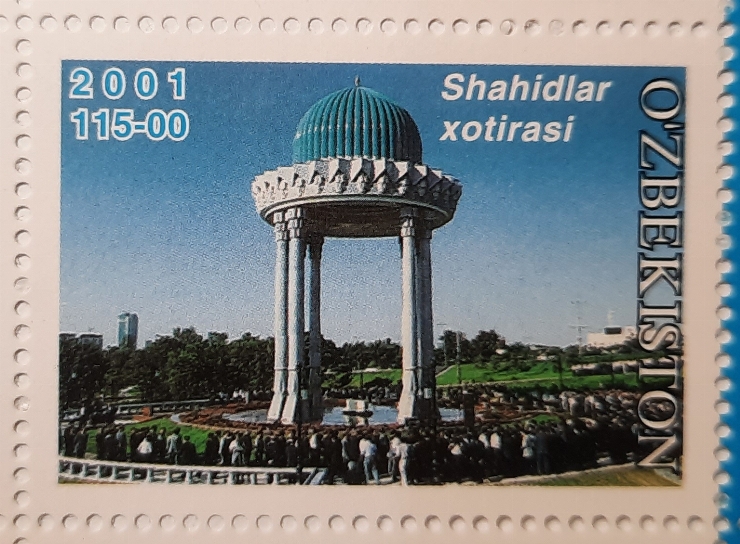 2001
115-00
Shahidlar
xotirasi
O'ZBEKISTON